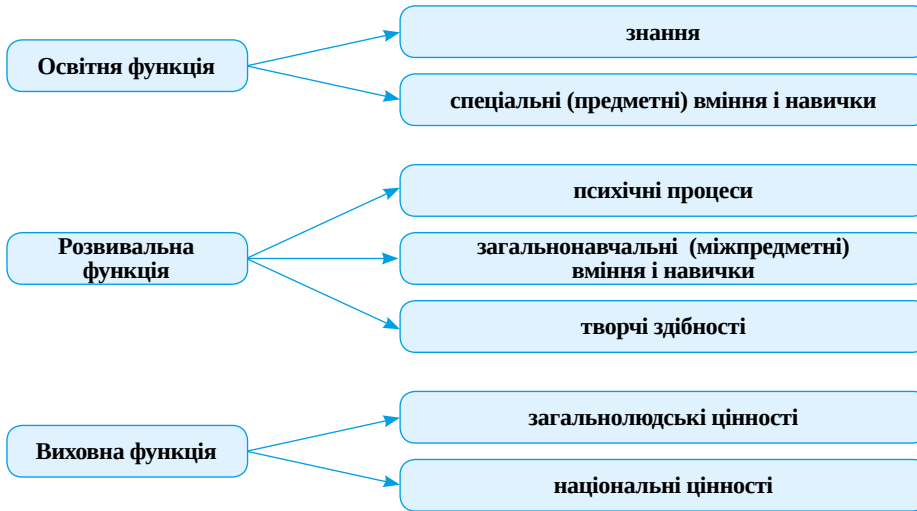 Освітня функція
знання
спеціальні (предметні) вміння і навички
Розвивальна
функція
психічні процеси
загальнонавчальні (міжпредметні)
вміння і навички
творчі здібності
Виховна функція
загальнолюдські цінності
національні цінності